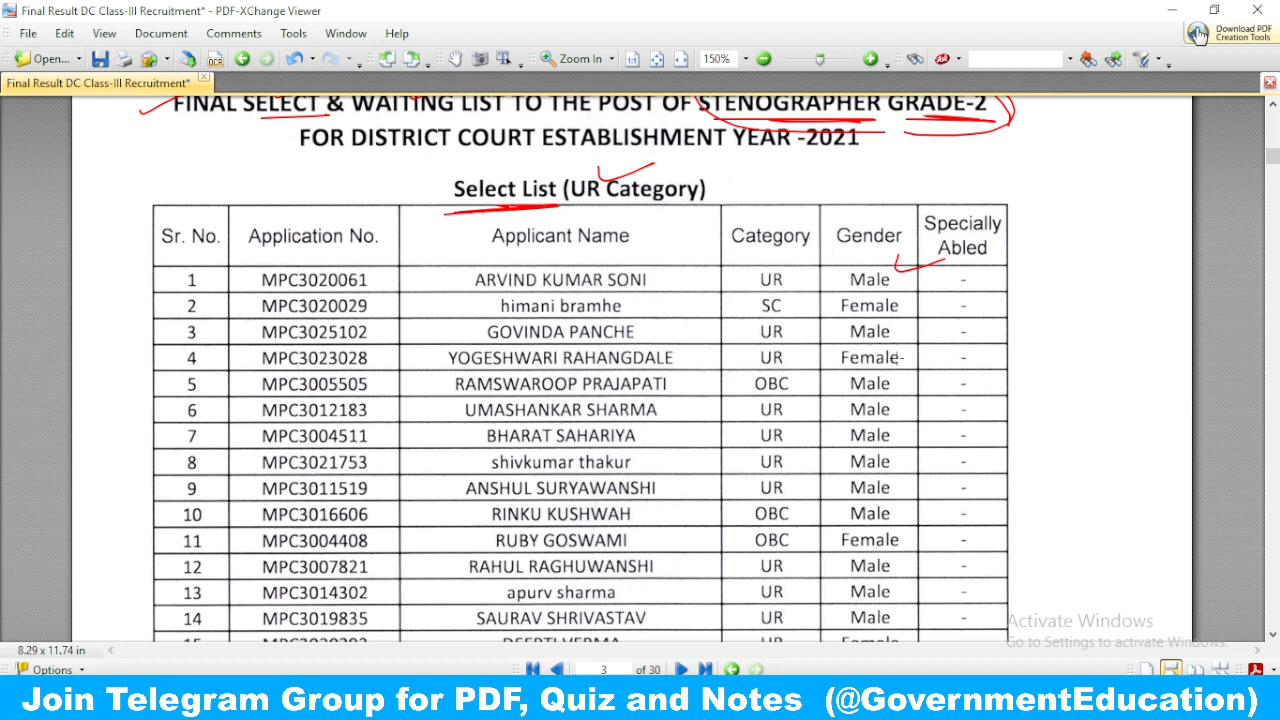 Final Result DC Class-III Recruitment* - PDF-XChange Viewer
File Edit View Document Comments Tools Window Help
Download PDF
Creation Tools
Open... OCR Zoom In 1:1 150%
Final Result DC Class-III Recruitment*
FINAL SELECT & WAITING LIST TO THE POST OF STENOGRAPHER GRADE-2
FOR DISTRICT COURT ESTABLISHMENT YEAR -2021
Select List (UR Category)
Sr. No. Application No. Applicant Name Category Gender Specially Abled
1 MPC3020061 ARVIND KUMAR SONI UR Male -
2 MPC3020029 himani bramhe SC Female -
3 MPC3025102 GOVINDA PANCHE UR Male -
4 MPC3023028 YOGESHWARI RAHANGDALE UR Female -
5 MPC3005505 RAMSWAROOP PRAJAPATI OBC Male -
6 MPC3012183 UMASHANKAR SHARMA UR Male -
7 MPC3004511 BHARAT SAHARIYA UR Male -
8 MPC3021753 shivkumar thakur UR Male -
9 MPC3011519 ANSHUL SURYAWANSHI UR Male -
10 MPC3016606 RINKU KUSHWAH OBC Male -
11 MPC3004408 RUBY GOSWAMI OBC Female -
12 MPC3007821 RAHUL RAGHUWANSHI UR Male -
13 MPC3014302 apurv sharma UR Male -
14 MPC3019835 SAURAV SHRIVASTAV UR Male -
DEEPTI VERMA UR Female
Activate Windows
Go to Settings to activate Windows.
8.29 x 11.74 in
Options 3 of 30
Join Telegram Group for PDF, Quiz and Notes (@GovernmentEducation)